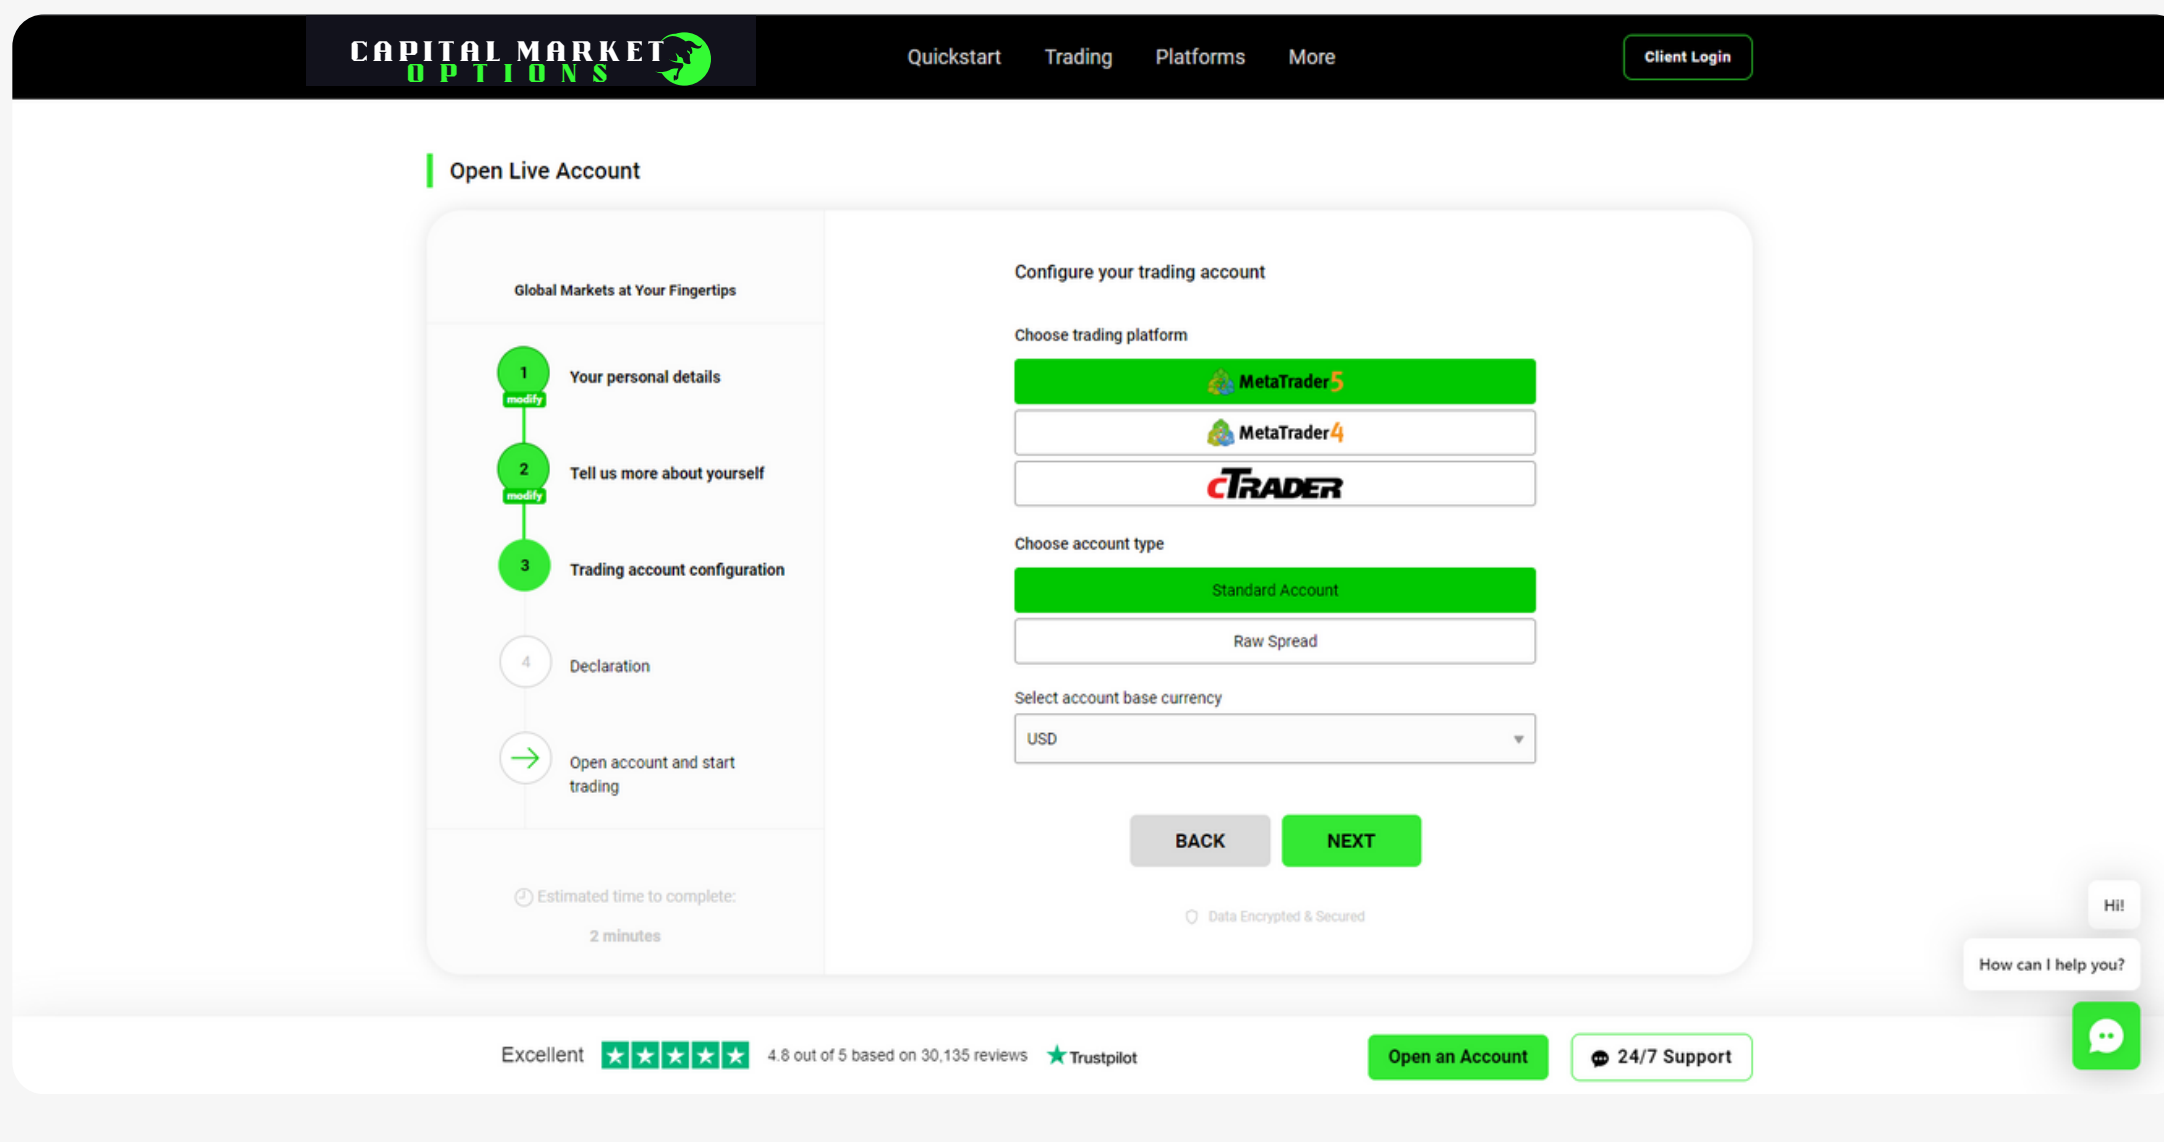 CAPITAL MARKET
OPTIONS
Quickstart
Trading
Platforms
More
Client Login
Open Live Account
Global Markets at Your Fingertips
1
modify
Your personal details
2
modify
Tell us more about yourself
3
Trading account configuration
4
Declaration
Open account and start
trading
Estimated time to complete:
2 minutes
Configure your trading account
Choose trading platform
MetaTrader 5
MetaTrader 4
cTRADER
Choose account type
Standard Account
Raw Spread
Select account base currency
USD
BACK
NEXT
Data Encrypted & Secured
Hi!
How can I help you?
Excellent
4.8 out of 5 based on 30,135 reviews
Trustpilot
Open an Account
24/7 Support